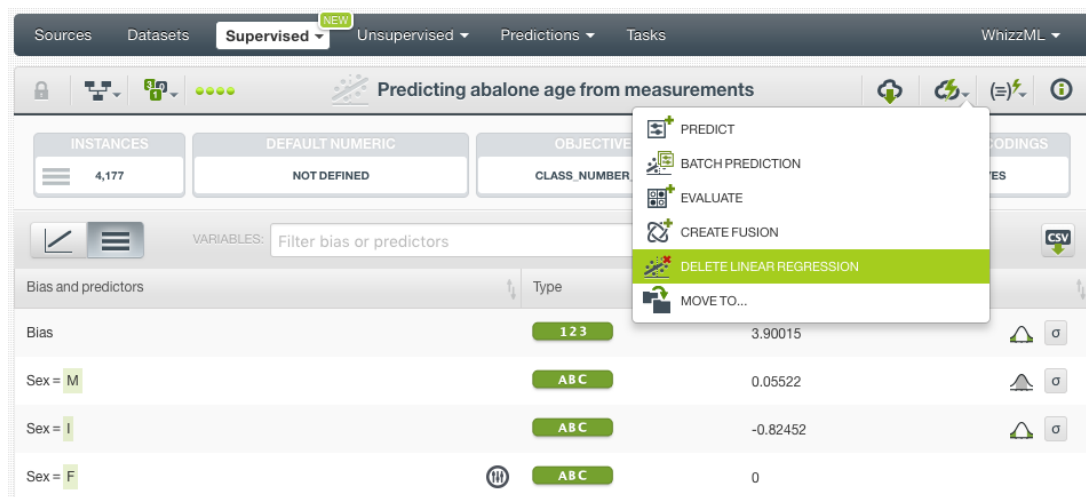 NEW
Sources Datasets Supervised Unsupervised Predictions Tasks WhizzML
Predicting abalone age from measurements
PREDICT
INSTANCES DEFAULT NUMERIC OBJECTIVE ODINGS
BATCH PREDICTION
4,177 NOT DEFINED CLASS_NUMBER_ ES
EVALUATE
CREATE FUSION
VARIABLES: Filter bias or predictors CSV
DELETE LINEAR REGRESSION
Bias and predictors Type
MOVE TO...
Bias 123 3.90015 σ
Sex = M ABC 0.05522 σ
Sex = I ABC -0.82452 σ
Sex = F ABC 0